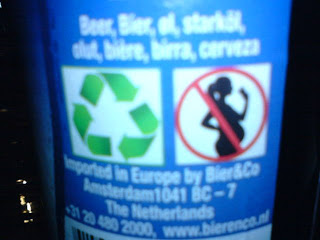 Beer, Bier, øl, starköl,
olut, bière, birra, cerveza
Imported in Europe by Bier&Co
Amsterdam1041 BC – 7
The Netherlands
+31 20 480 2000, www.bierenco.nl